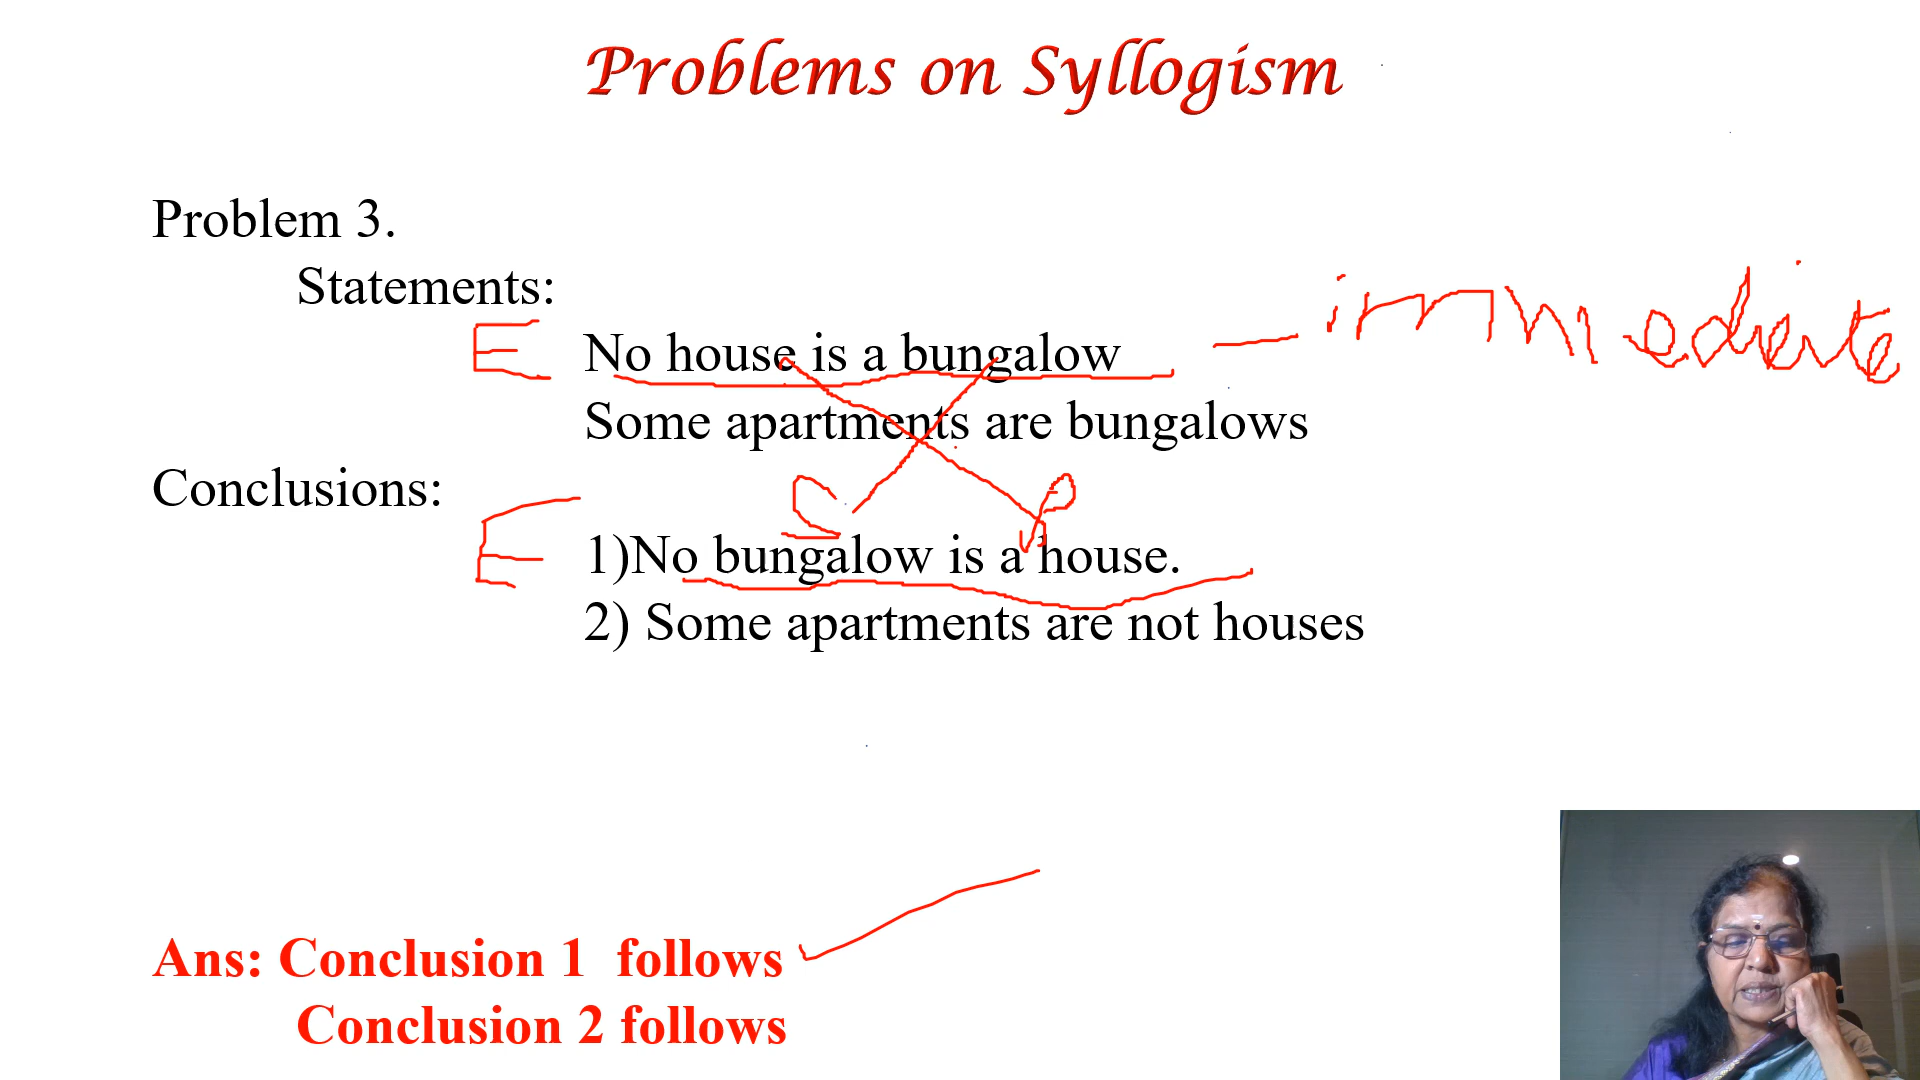 Problems on Syllogism
Problem 3.
Statements:
E No house is a bungalow — immediate
Some apartments are bungalows
Conclusions:
S P
E 1)No bungalow is a house.
2) Some apartments are not houses
Ans: Conclusion 1 follows
Conclusion 2 follows